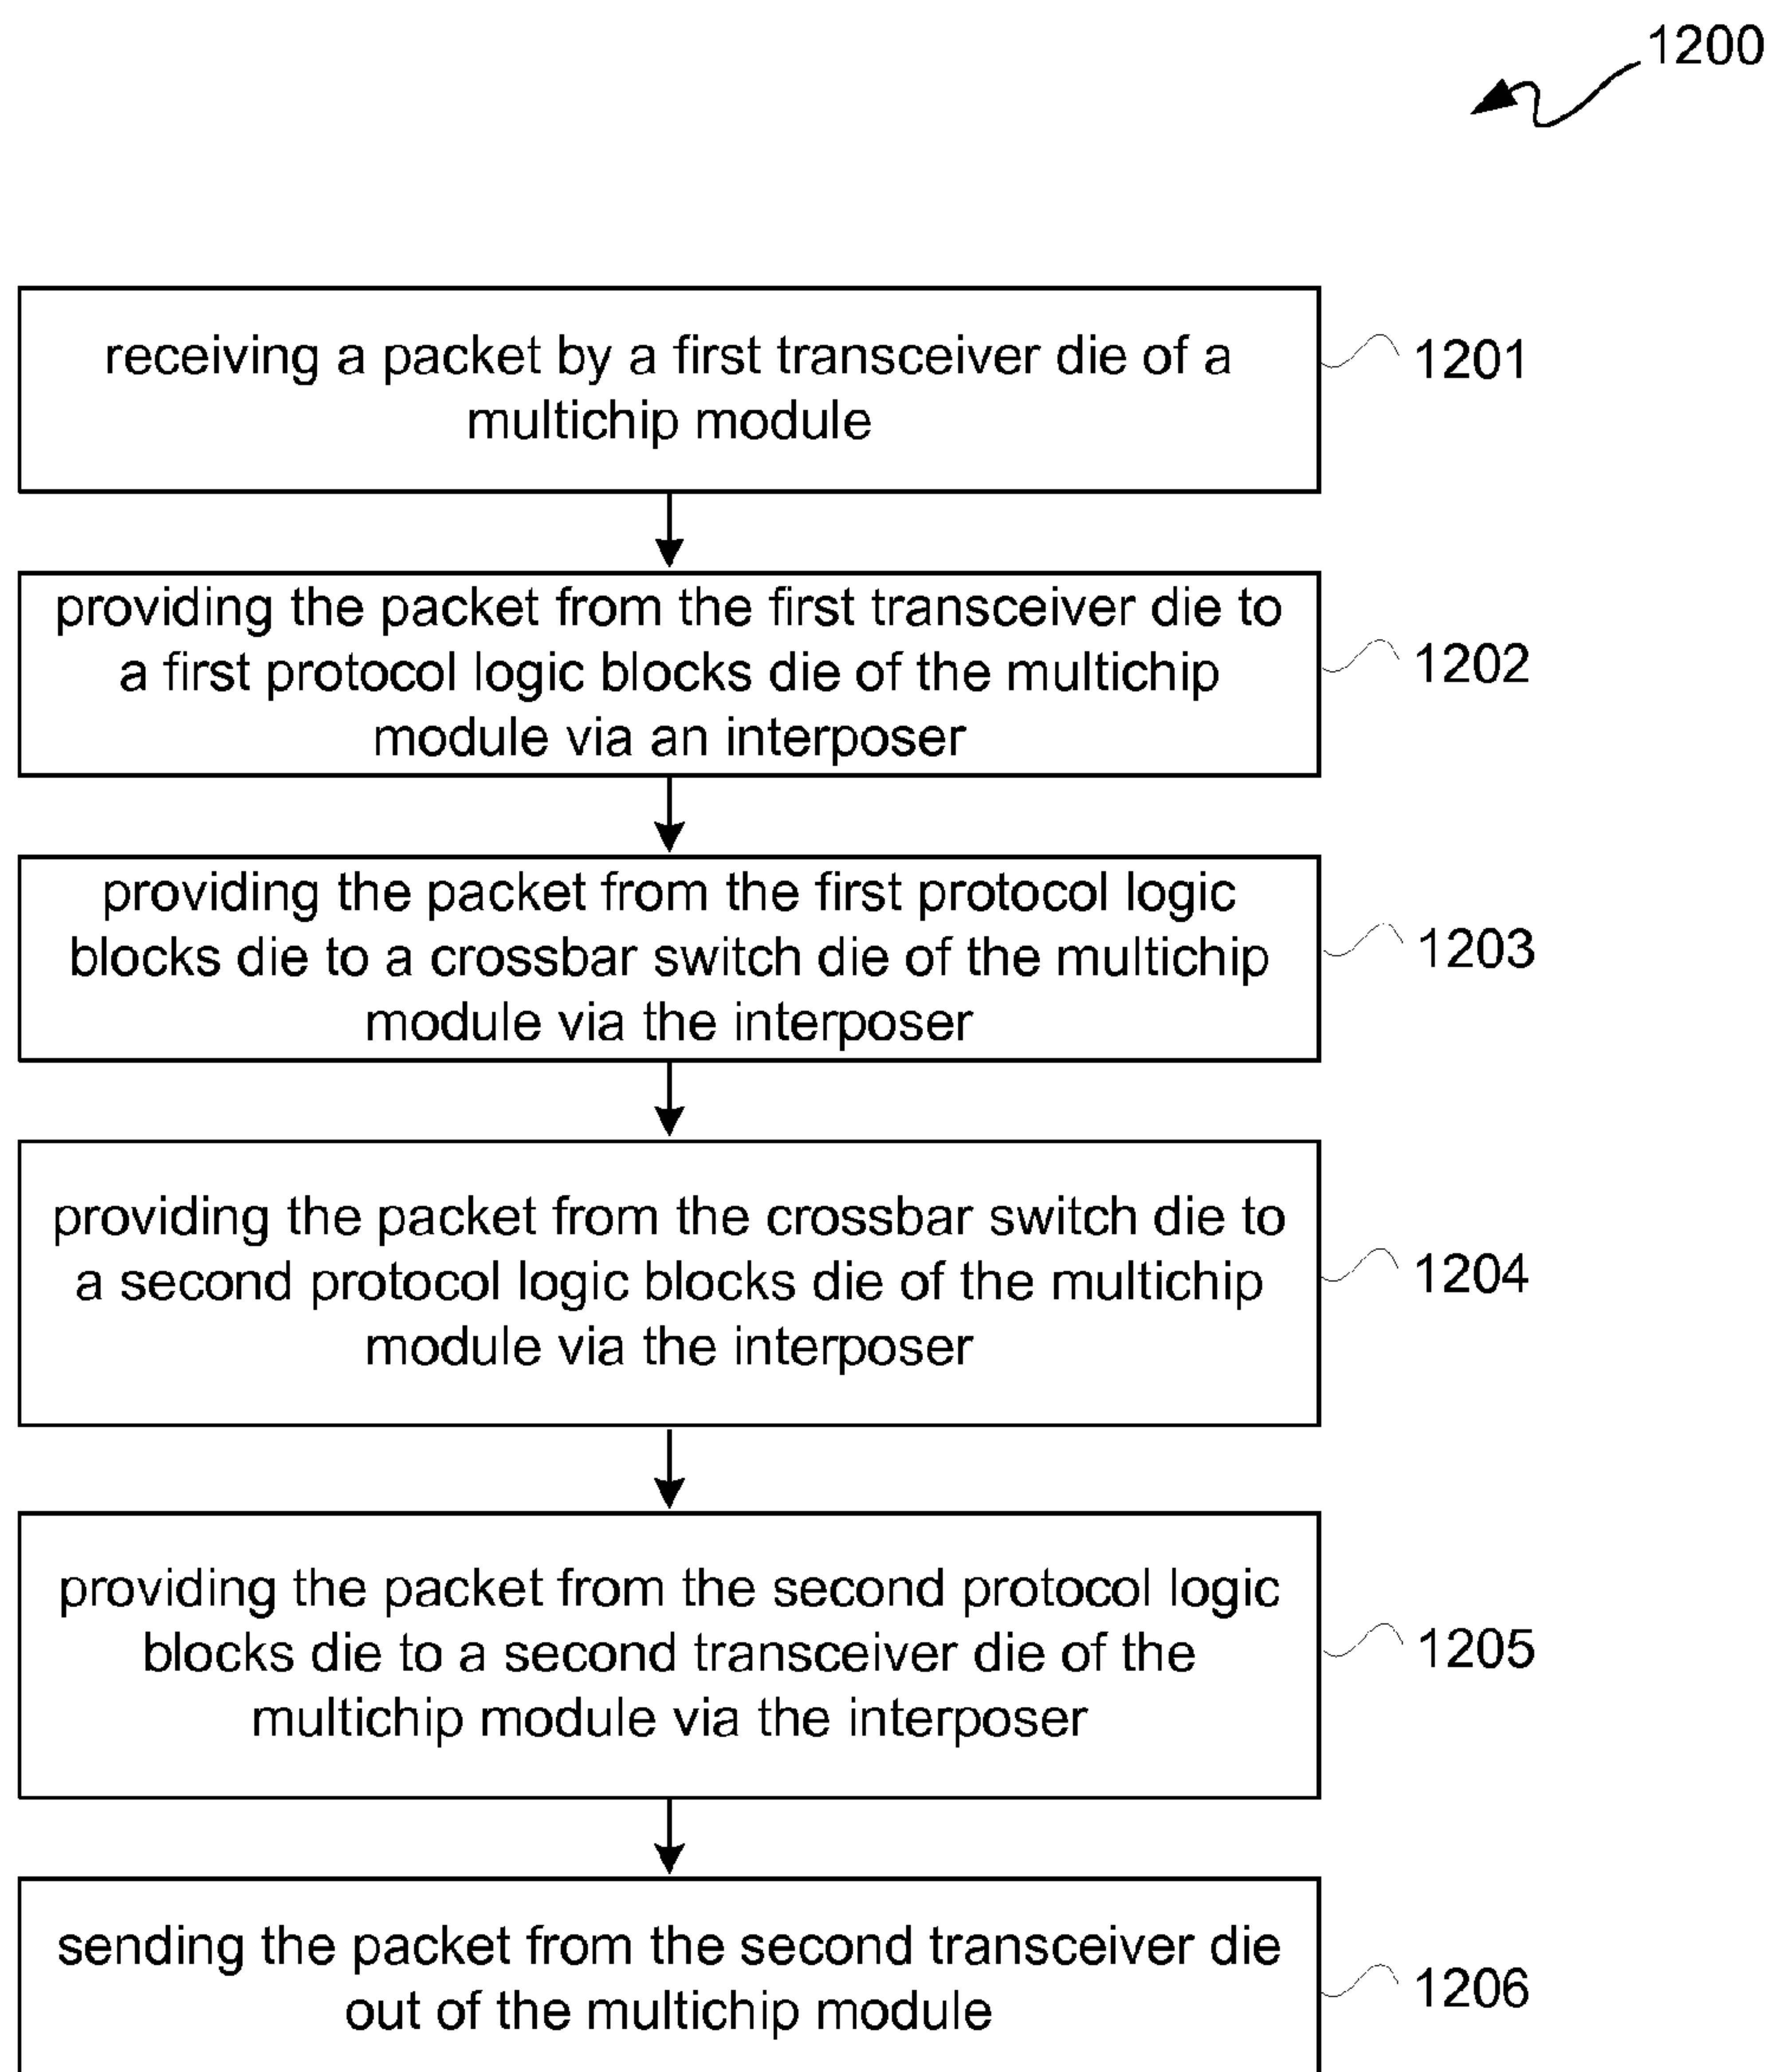 1200
receiving a packet by a first transceiver die of a
multichip module
1201
providing the packet from the first transceiver die to
a first protocol logic blocks die of the multichip
module via an interposer
1202
providing the packet from the first protocol logic
blocks die to a crossbar switch die of the multichip
module via the interposer
1203
providing the packet from the crossbar switch die to
a second protocol logic blocks die of the multichip
module via the interposer
1204
providing the packet from the second protocol logic
blocks die to a second transceiver die of the
multichip module via the interposer
1205
sending the packet from the second transceiver die
out of the multichip module
1206